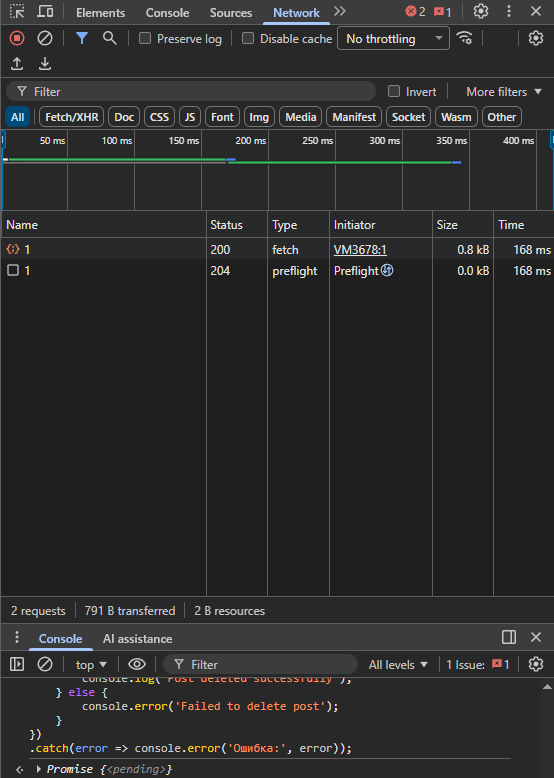 Elements Console Sources Network 2 1
Preserve log Disable cache No throttling
Filter Invert More filters
All Fetch/XHR Doc CSS JS Font Img Media Manifest Socket Wasm Other
50 ms 100 ms 150 ms 200 ms 250 ms 300 ms 350 ms 400 ms
Name Status Type Initiator Size Time
1 200 fetch VM3678:1 0.8 kB 168 ms
1 204 preflight Preflight 0.0 kB 168 ms
2 requests 791 B transferred 2 B resources
Console AI assistance
top Filter All levels 1 Issue: 1
console.log('Post deleted successfully');
} else {
console.error('Failed to delete post');
}
})
.catch(error => console.error('Ошибка:', error));
Promise {<pending>}